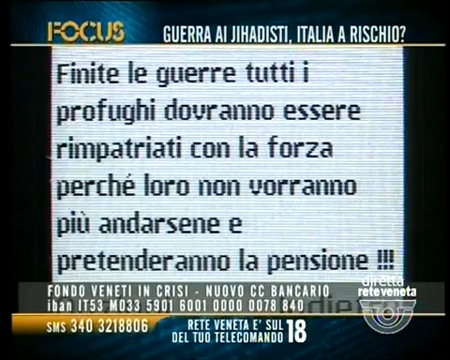 FOCUS
GUERRA AI JIHADISTI, ITALIA A RISCHIO?
Finite le guerre tutti i
profughi dovranno essere
rimpatriati con la forza
perché loro non vorranno
più andarsene e
pretenderanno la pensione !!!
FONDO VENETI IN CRISI - NUOVO CC BANCARIO
iban IT53 M033 5901 6001 0000 0078 840
diretta
reteveneta
SMS 340 3218806
RETE VENETA E' SUL
DEL TUO TELECOMANDO 18